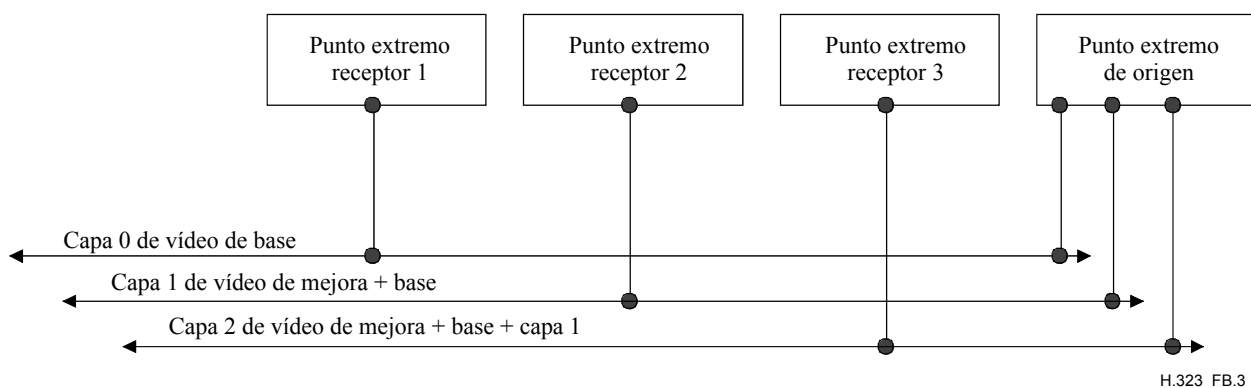 Punto extremo
receptor 1
Punto extremo
receptor 2
Punto extremo
receptor 3
Punto extremo
de origen
Capa 0 de vídeo de base
Capa 1 de vídeo de mejora + base
Capa 2 de vídeo de mejora + base + capa 1
H.323_FB.3